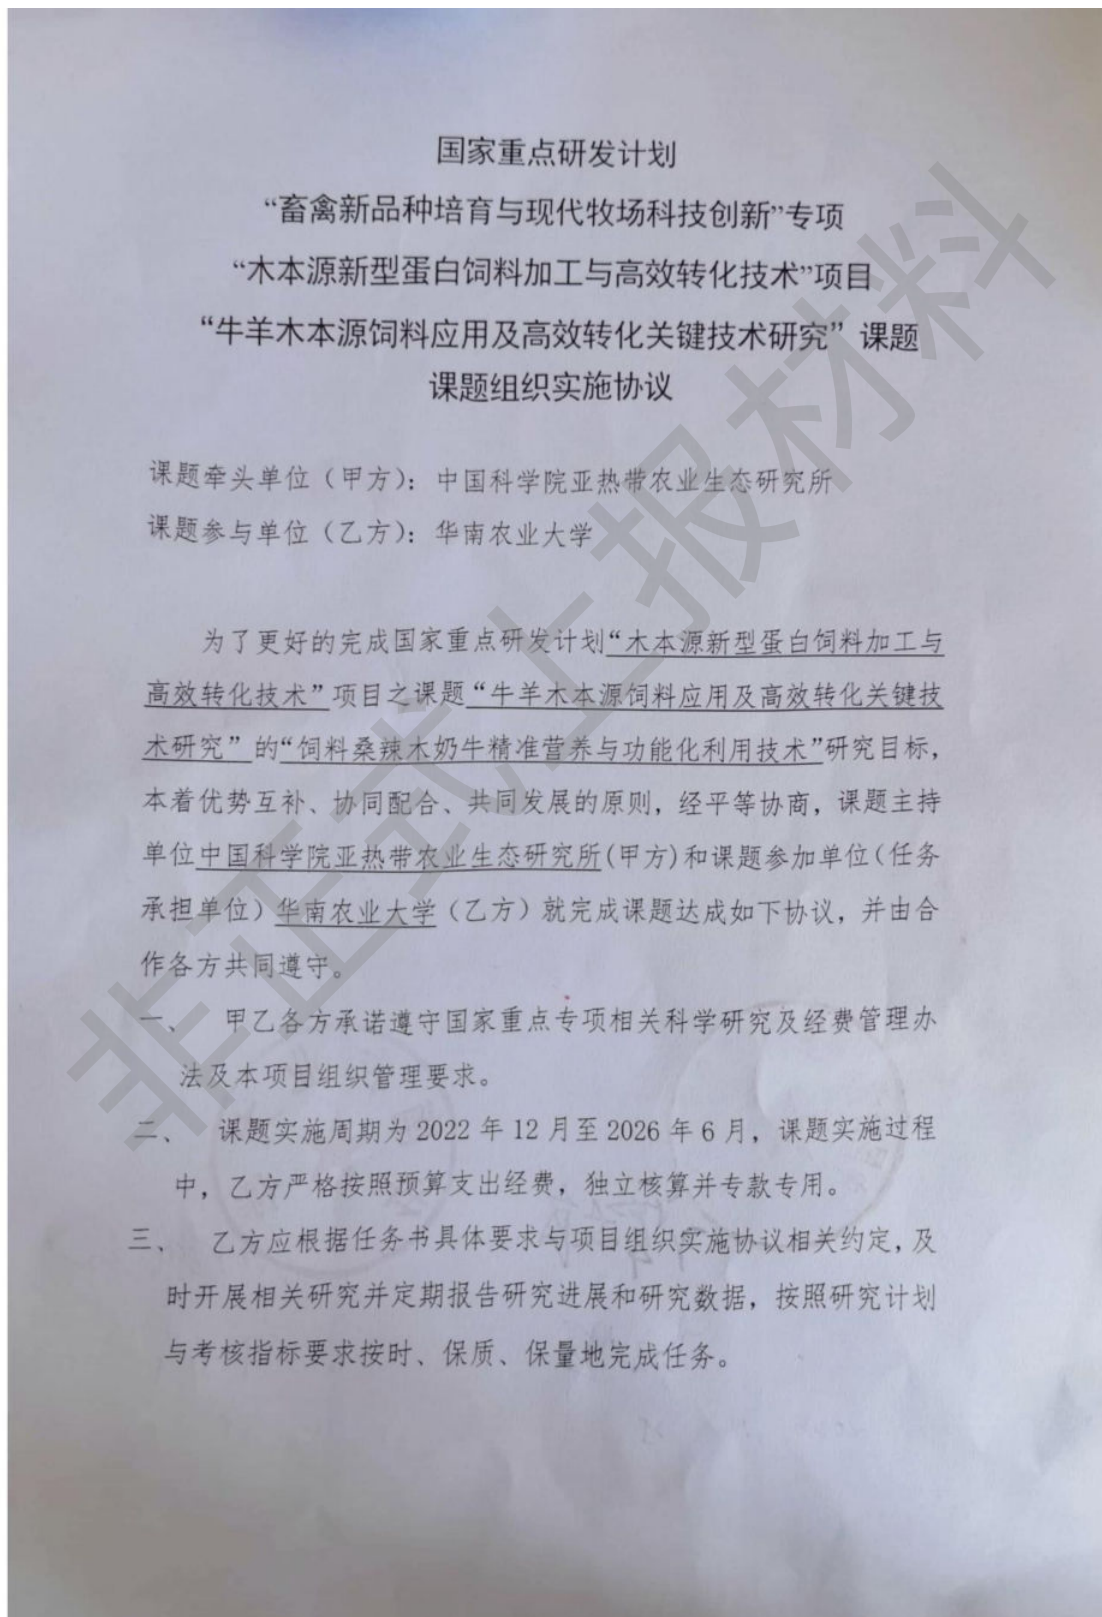 国家重点研发计划
“畜禽新品种培育与现代牧场科技创新”专项
“木本源新型蛋白饲料加工与高效转化技术”项目
“牛羊木本源饲料应用及高效转化关键技术研究”课题
课题组织实施协议
课题牵头单位（甲方）：中国科学院亚热带农业生态研究所
课题参与单位（乙方）：华南农业大学
为了更好的完成国家重点研发计划“木本源新型蛋白饲料加工与
高效转化技术”项目之课题“牛羊木本源饲料应用及高效转化关键技
术研究”的“饲料桑辣木奶牛精准营养与功能化利用技术”研究目标，
本着优势互补、协同配合、共同发展的原则，经平等协商，课题主持
单位中国科学院亚热带农业生态研究所(甲方)和课题参加单位（任务
承担单位）华南农业大学（乙方）就完成课题达成如下协议，并由合
作各方共同遵守。
一、 甲乙各方承诺遵守国家重点专项相关科学研究及经费管理办
法及本项目组织管理要求。
二、 课题实施周期为 2022 年 12 月至 2026 年 6 月，课题实施过程
中，乙方严格按照预算支出经费，独立核算并专款专用。
三、 乙方应根据任务书具体要求与项目组织实施协议相关约定，及
时开展相关研究并定期报告研究进展和研究数据，按照研究计划
与考核指标要求按时、保质、保量地完成任务。
非正式上报材料